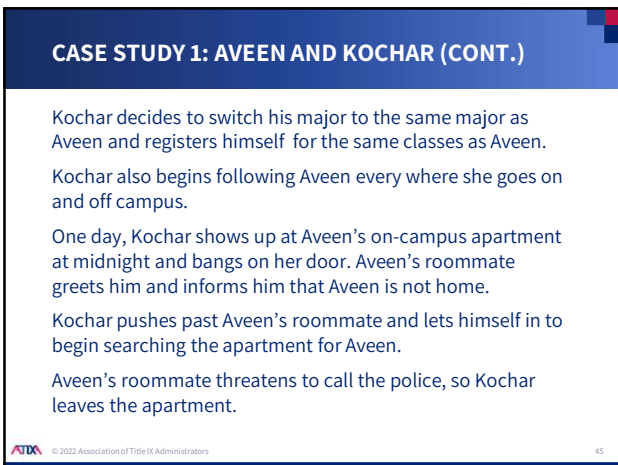 CASE STUDY 1: AVEEN AND KOCHAR (CONT.)
Kochar decides to switch his major to the same major as
Aveen and registers himself for the same classes as Aveen.
Kochar also begins following Aveen every where she goes on
and off campus.
One day, Kochar shows up at Aveen's on-campus apartment
at midnight and bangs on her door. Aveen's roommate
greets him and informs him that Aveen is not home.
Kochar pushes past Aveen's roommate and lets himself in to
begin searching the apartment for Aveen.
Aveen's roommate threatens to call the police, so Kochar
leaves the apartment.
ATIXA © 2022 Association of Title IX Administrators 45